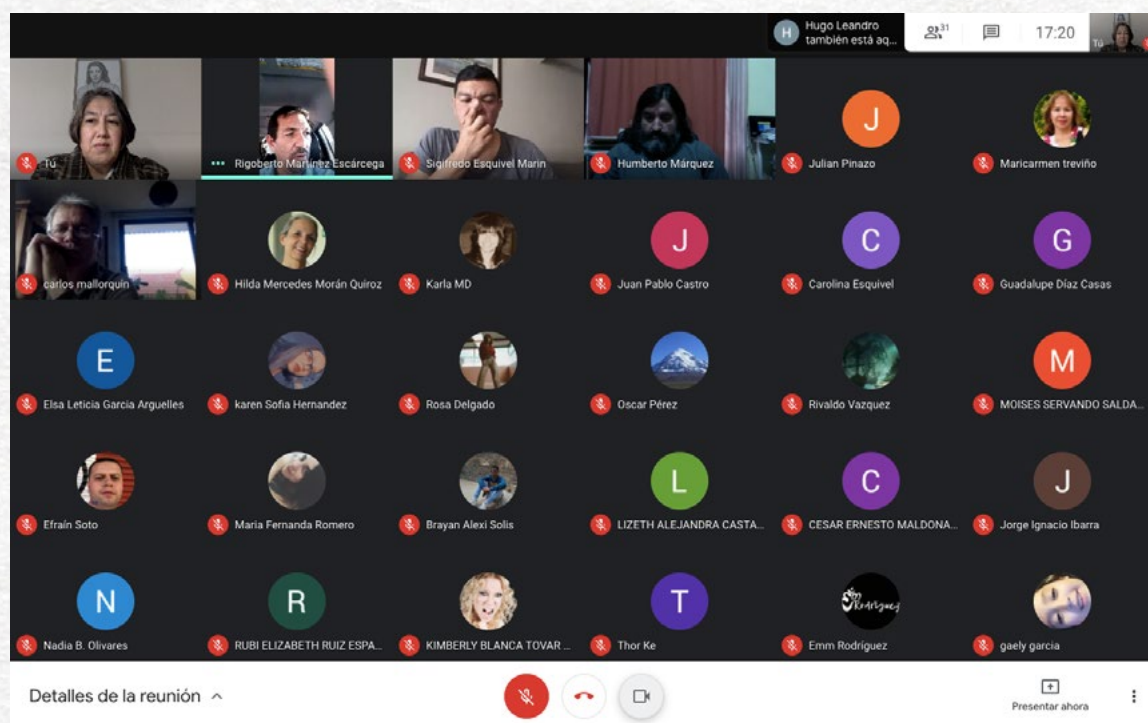 H
Hugo Leandro
también está aq...
31
17:20
Tú
Tú
Rigoberto Martínez Escárcega
Sigifredo Esquivel Marin
Humberto Márquez
J
Julian Pinazo
Maricarmen treviño
carlos mallorquin
Hilda Mercedes Morán Quiroz
Karla MD
J
Juan Pablo Castro
C
Carolina Esquivel
G
Guadalupe Díaz Casas
E
Elsa Leticia Garcia Arguelles
karen Sofia Hernandez
Rosa Delgado
Oscar Pérez
Rivaldo Vazquez
M
MOISES SERVANDO SALDA...
Efraín Soto
Maria Fernanda Romero
Brayan Alexi Solis
L
LIZETH ALEJANDRA CASTA...
C
CESAR ERNESTO MALDONA...
J
Jorge Ignacio Ibarra
N
Nadia B. Olivares
R
RUBI ELIZABETH RUIZ ESPA...
KIMBERLY BLANCA TOVAR ...
T
Thor Ke
Rodríguez
Emm Rodríguez
gaely garcia
Detalles de la reunión
Presentar ahora